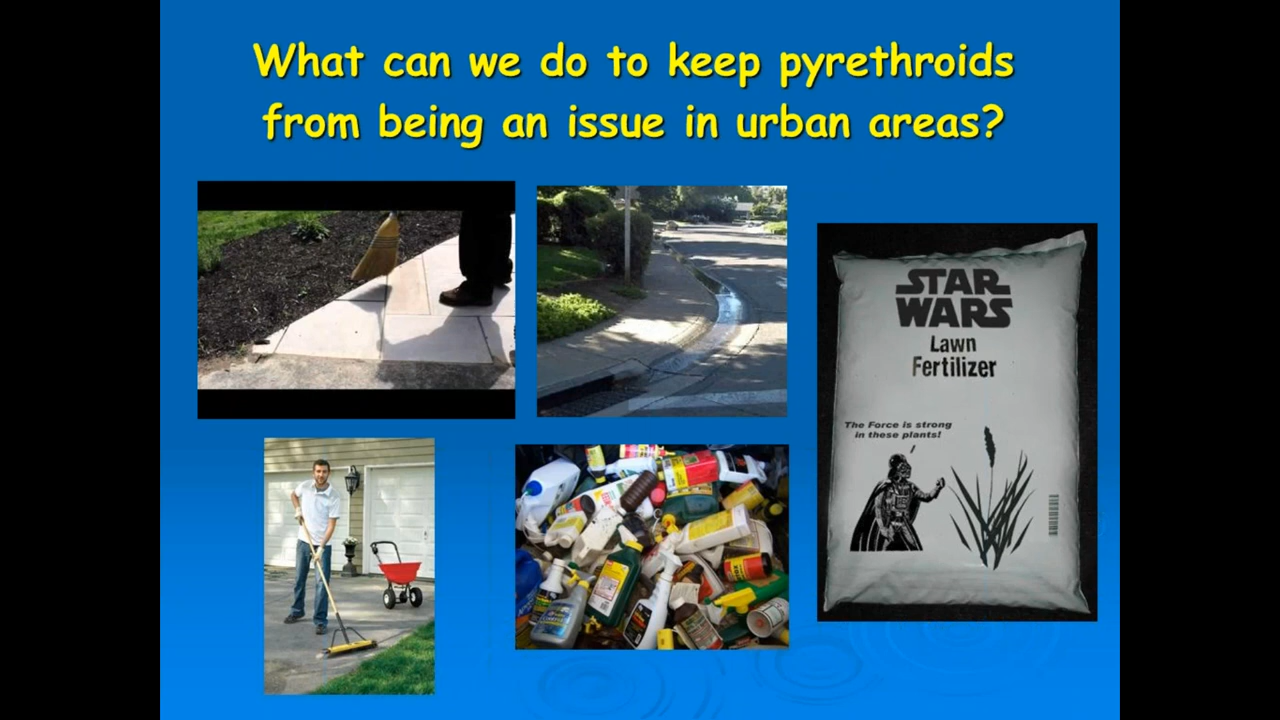 What can we do to keep pyrethroids
from being an issue in urban areas?
STAR
WARS
Lawn
Fertilizer
The Force is strong
in these plants!